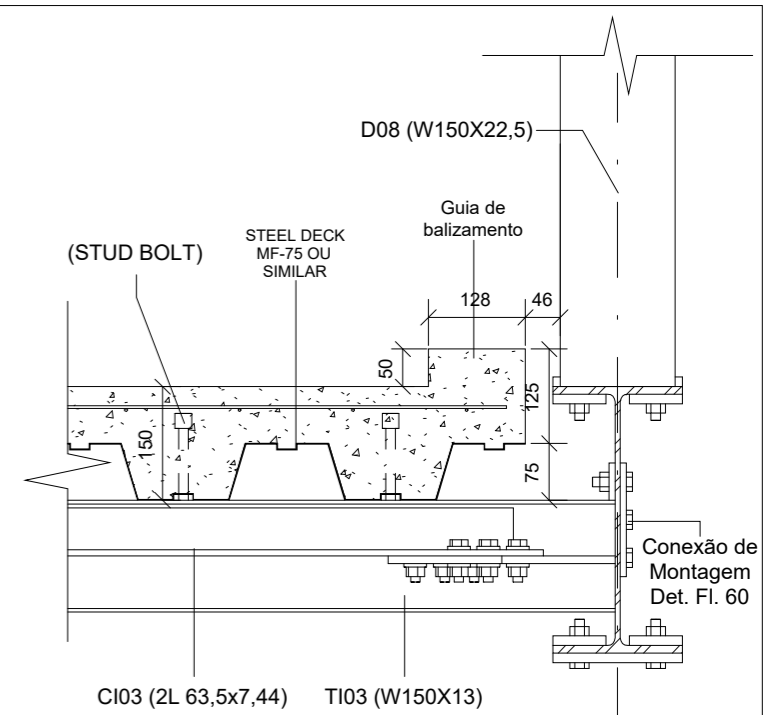 D08 (W150X22,5)
Guia de
balizamento
(STUD BOLT)
STEEL DECK
MF-75 OU
SIMILAR
128
46
50
125
150
75
Conexão de
Montagem
Det. Fl. 60
CI03 (2L 63,5x7,44)
TI03 (W150X13)